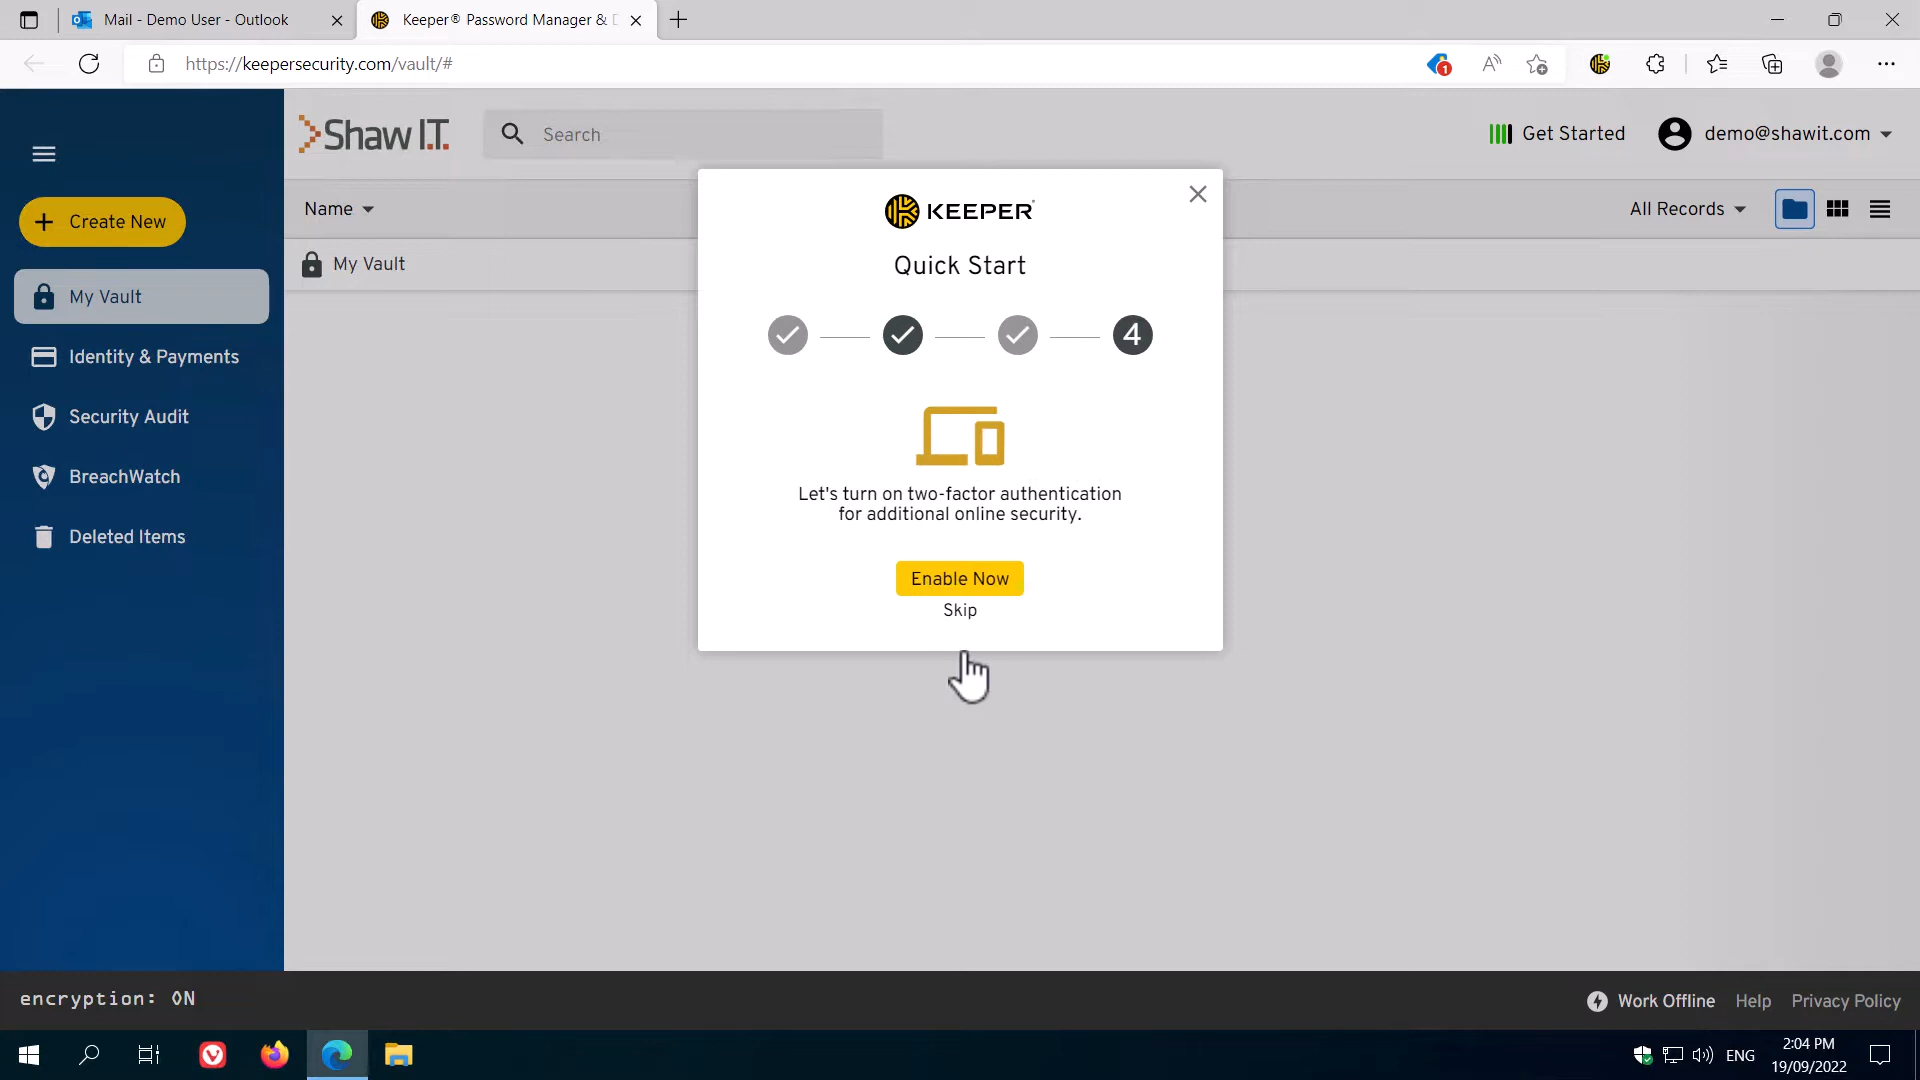 Mail - Demo User - Outlook
Keeper® Password Manager & D
https://keepersecurity.com/vault/#
1
Shaw I.T.
Search
Get Started
demo@shawit.com
Create New
Name
All Records
My Vault
My Vault
Identity & Payments
Security Audit
BreachWatch
Deleted Items
KEEPER
Quick Start
4
Let's turn on two-factor authentication
for additional online security.
Enable Now
Skip
encryption: ON
Work Offline
Help
Privacy Policy
ENG
2:04 PM
19/09/2022